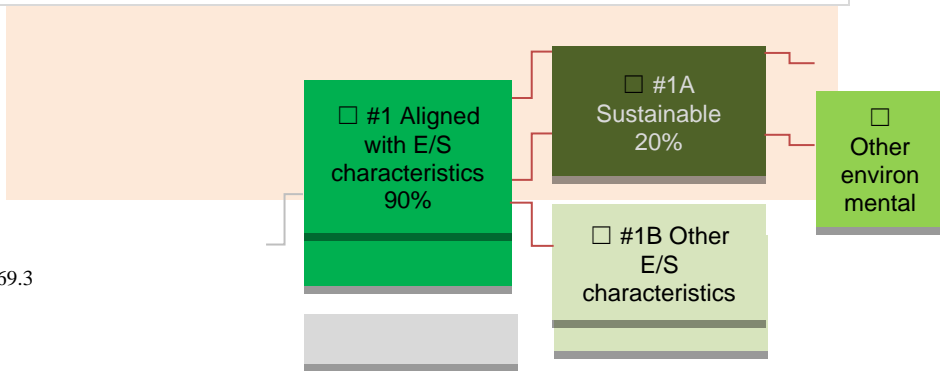 ☐ #1 Aligned
with E/S
characteristics
90%
☐ #1A
Sustainable
20%
☐
Other
environ
mental
☐ #1B Other
E/S
characteristics
69.3